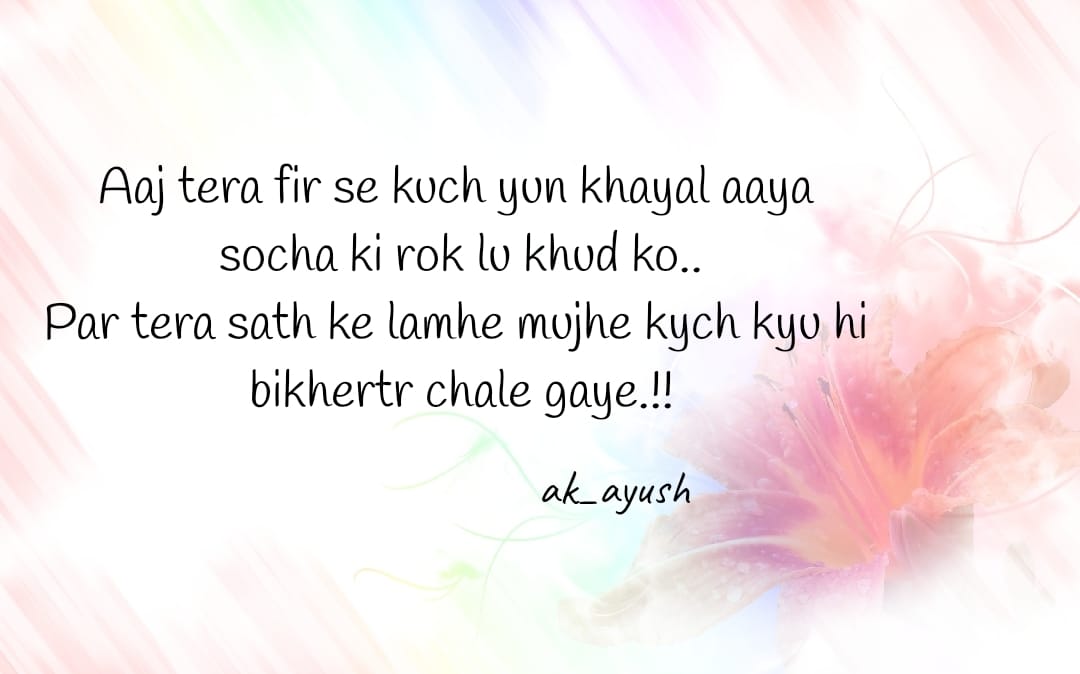 Aaj tera fir se kuch yun khayal aaya
socha ki rok lu khud ko..
Par tera sath ke lamhe mujhe kych kyu hi
bikhertr chale gaye.!!
ak_ayush